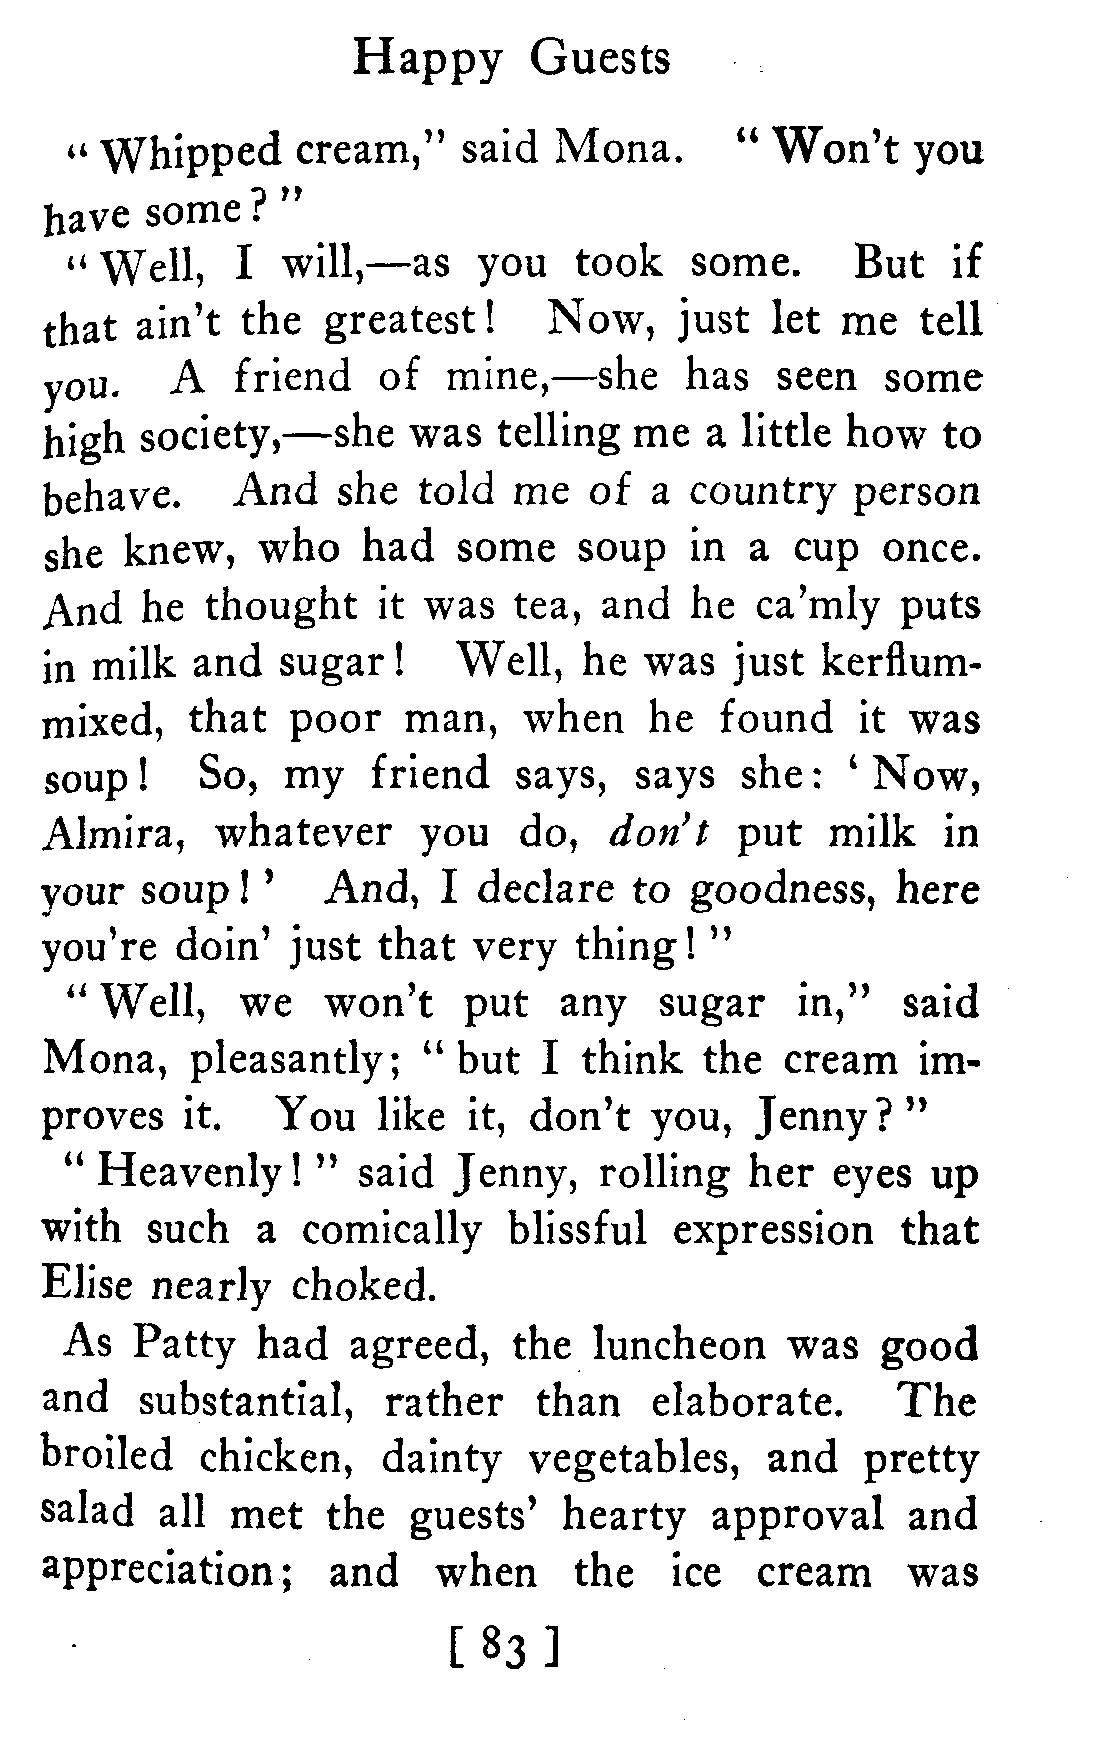 Happy Guests
“ Whipped cream,” said Mona. “ Won't you
have some? ”
“ Well, I will,—as you took some. But if
that ain't the greatest! Now, just let me tell
you. A friend of mine,—she has seen some
high society,—she was telling me a little how to
behave. And she told me of a country person
she knew, who had some soup in a cup once.
And he thought it was tea, and he ca'mly puts
in milk and sugar! Well, he was just kerflum-
mixed, that poor man, when he found it was
soup! So, my friend says, says she: ‘ Now,
Almira, whatever you do, don't put milk in
your soup! ’ And, I declare to goodness, here
you're doin' just that very thing! ”
“ Well, we won't put any sugar in,” said
Mona, pleasantly; “ but I think the cream im-
proves it. You like it, don't you, Jenny? ”
“ Heavenly! ” said Jenny, rolling her eyes up
with such a comically blissful expression that
Elise nearly choked.
As Patty had agreed, the luncheon was good
and substantial, rather than elaborate. The
broiled chicken, dainty vegetables, and pretty
salad all met the guests' hearty approval and
appreciation; and when the ice cream was
[ 83 ]